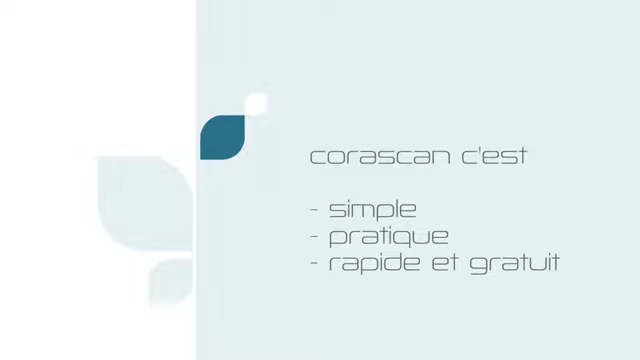 corascan c'est
- simple
- pratique
- rapide et gratuit